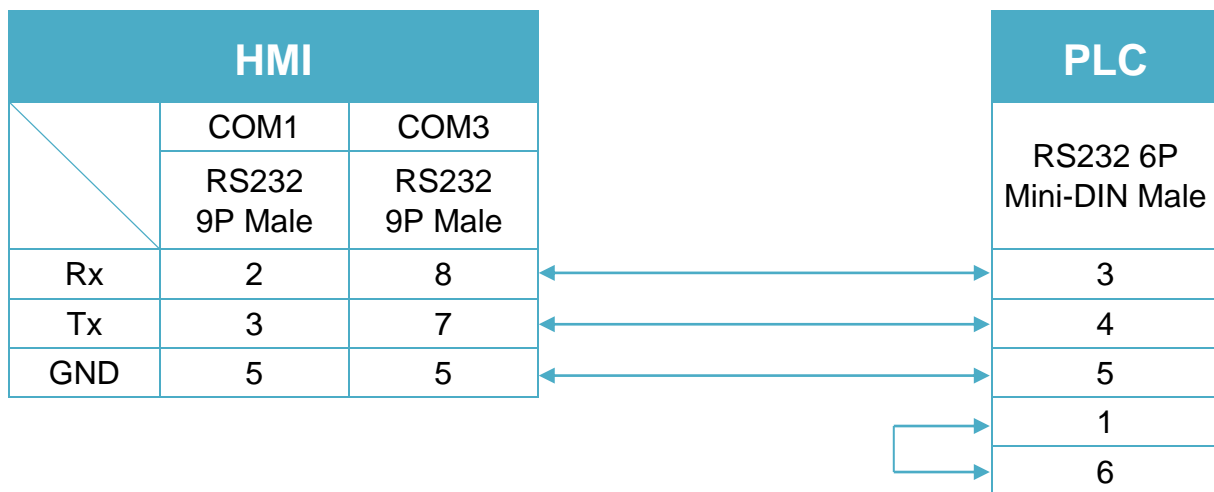 HMI PLC
COM1 COM3
RS232 6P
Mini-DIN Male
RS232 RS232
9P Male 9P Male
Rx 2 8 3
Tx 3 7 4
GND 5 5 5
1
6